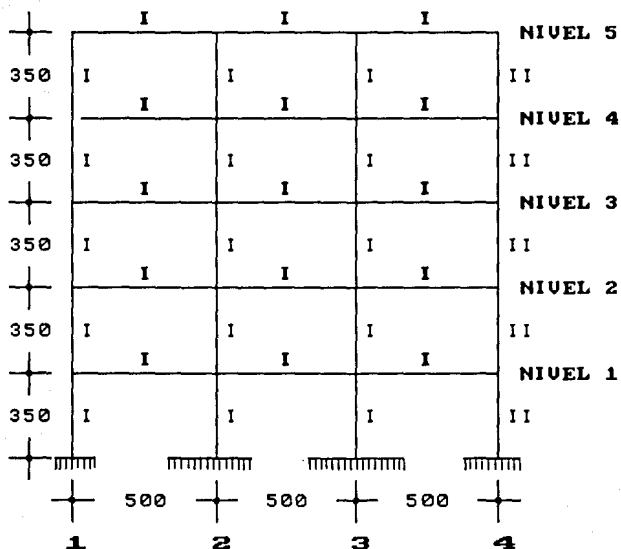 I I I NIVEL 5
350 I I I II
I I I NIVEL 4
350 I I I II
I I I NIVEL 3
350 I I I II
I I I NIVEL 2
350 I I I II
I I I NIVEL 1
350 I I I II
500 500 500
1 2 3 4